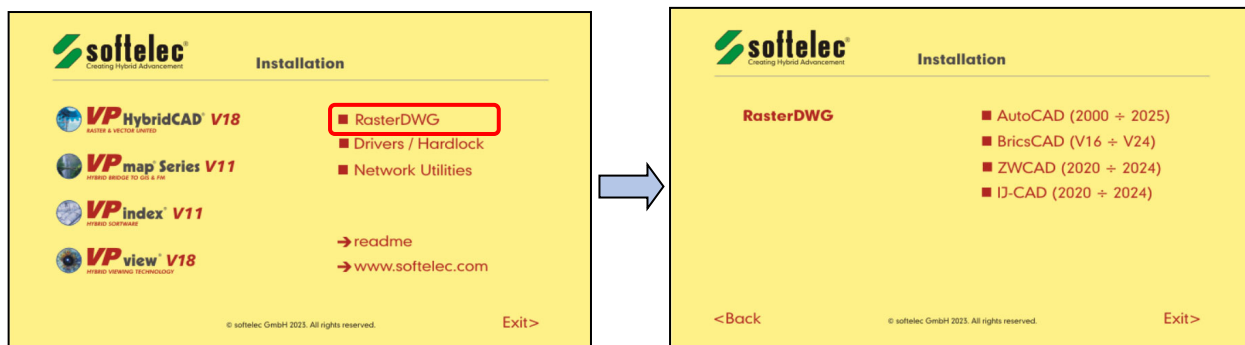 softelec®
Creating Hybrid Advancement
Installation
VP HybridCAD® V18
RASTER & VECTOR UNITED
VP map® Series V11
HYBRID BRIDGE TO GIS & FM
VP index® V11
HYBRID SOFTWARE
VP view® V18
HYBRID VIEWING TECHNOLOGY
RasterDWG
Drivers / Hardlock
Network Utilities
readme
www.softelec.com
© softelec GmbH 2023. All rights reserved.
Exit>
softelec®
Creating Hybrid Advancement
Installation
RasterDWG
AutoCAD (2000 ÷ 2025)
BricsCAD (V16 ÷ V24)
ZWCAD (2020 ÷ 2024)
IJ-CAD (2020 ÷ 2024)
<Back
© softelec GmbH 2023. All rights reserved.
Exit>